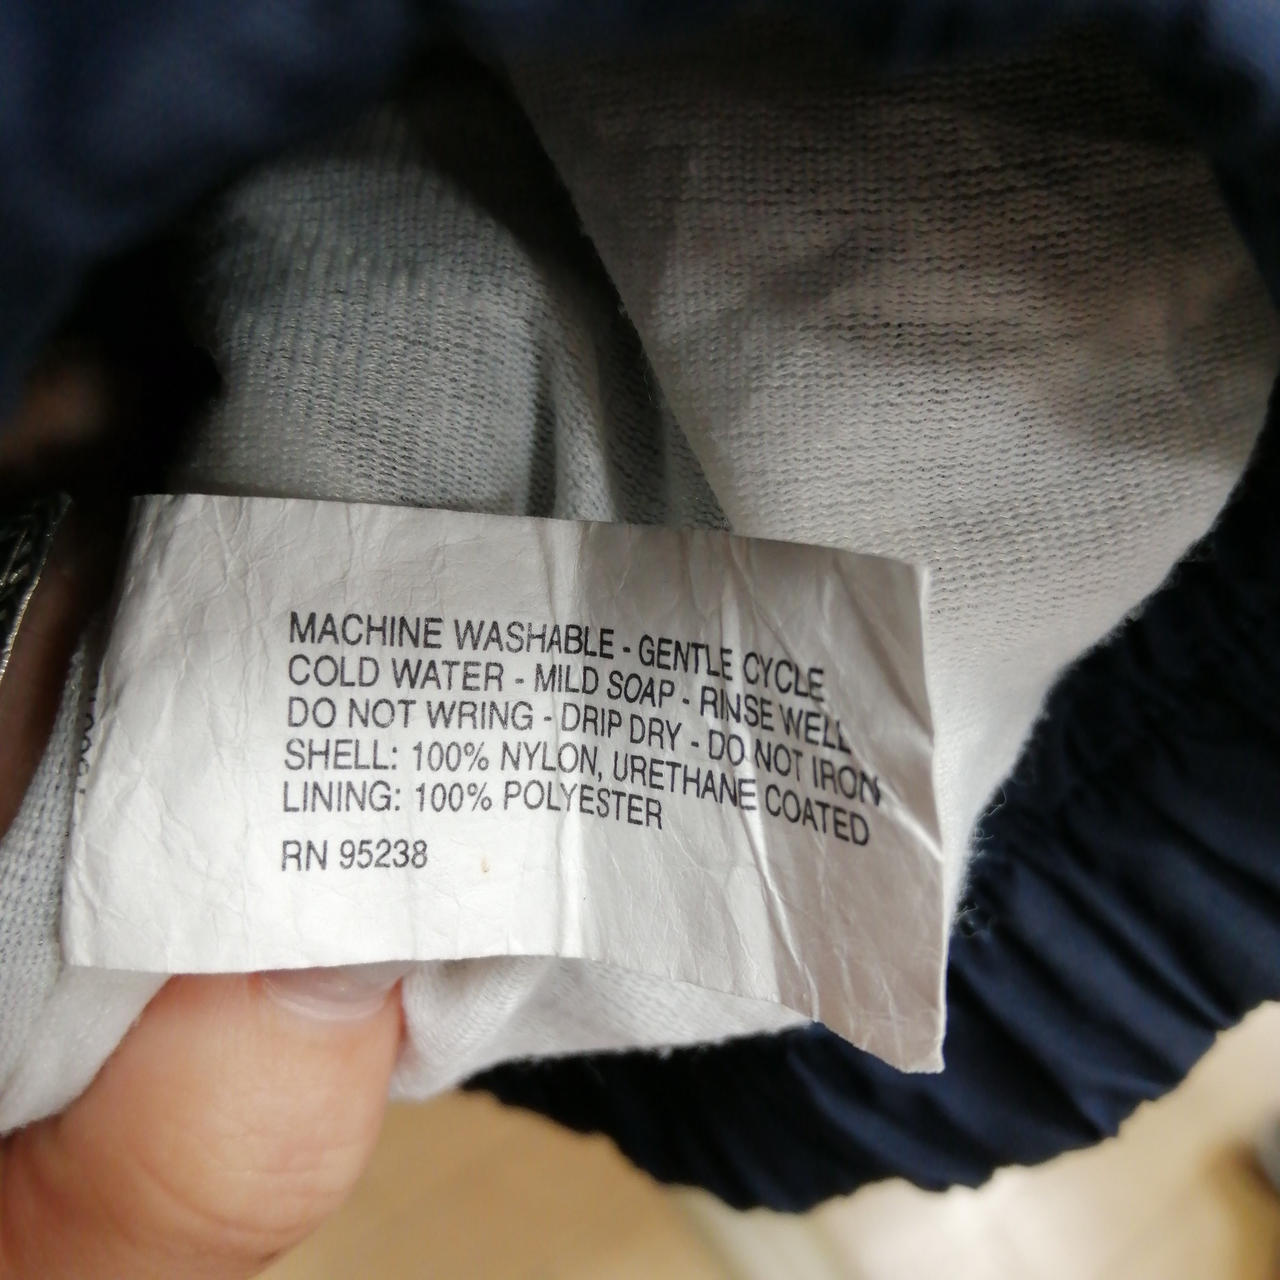 MACHINE WASHABLE - GENTLE CYCLE
COLD WATER - MILD SOAP - RINSE WELL
DO NOT WRING - DRIP DRY - DO NOT IRON
SHELL: 100% NYLON, URETHANE COATED
LINING: 100% POLYESTER
RN 95238